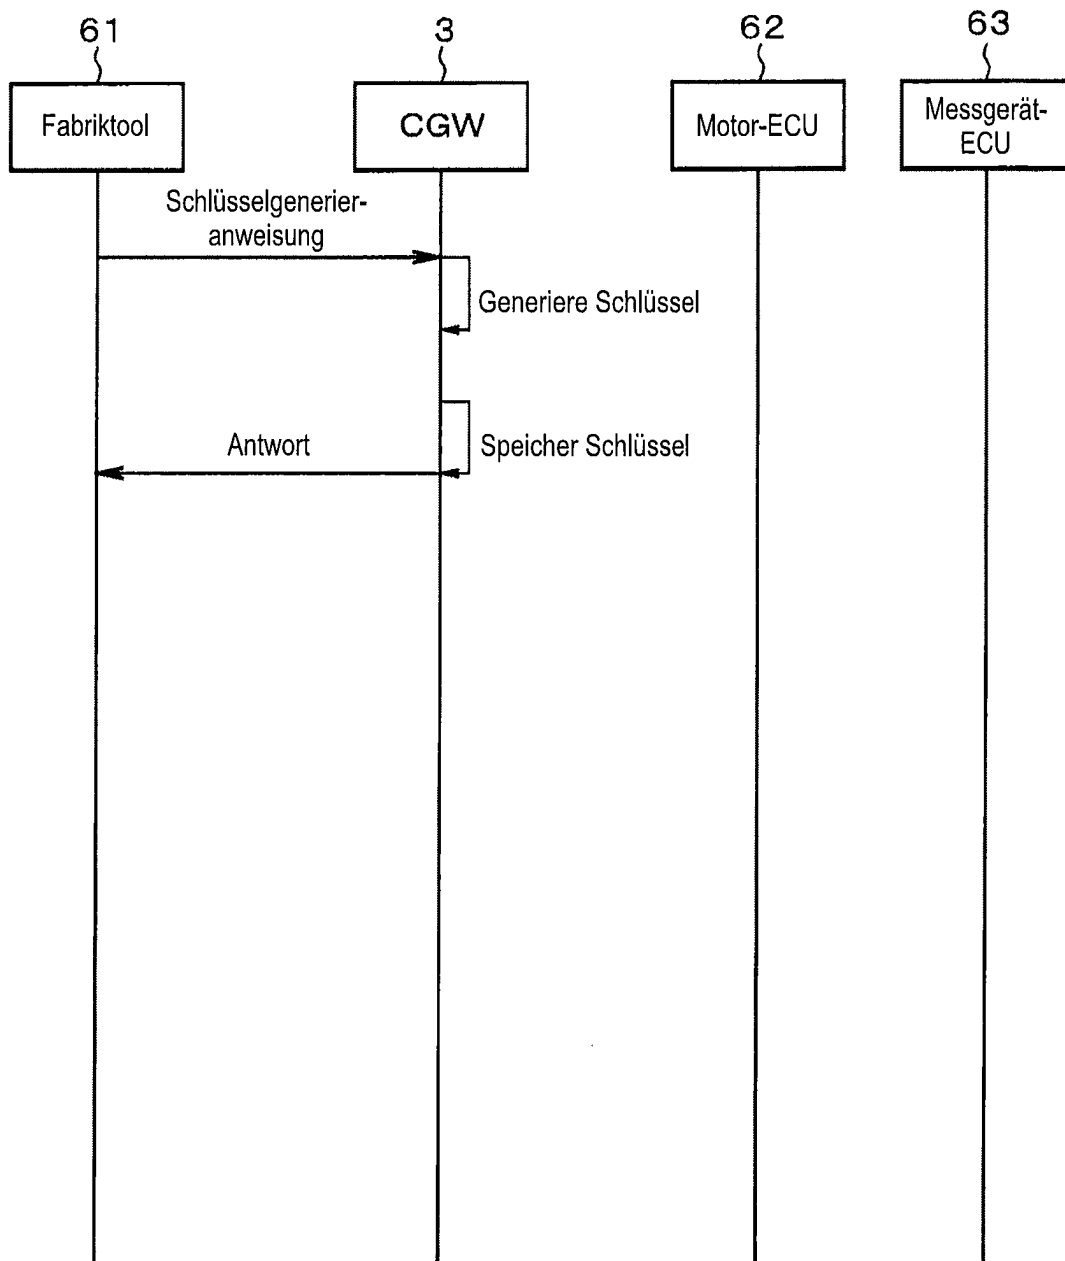 61
3
62
63
Fabriktool
CGW
Motor-ECU
Messgerät-
ECU
Schlüsselgenerier-
anweisung
Generiere Schlüssel
Antwort
Speicher Schlüssel